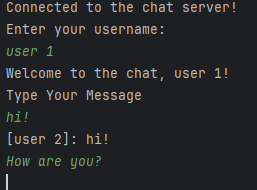 Connected to the chat server!
Enter your username:
user 1
Welcome to the chat, user 1!
Type Your Message
hi!
[user 2]: hi!
How are you?